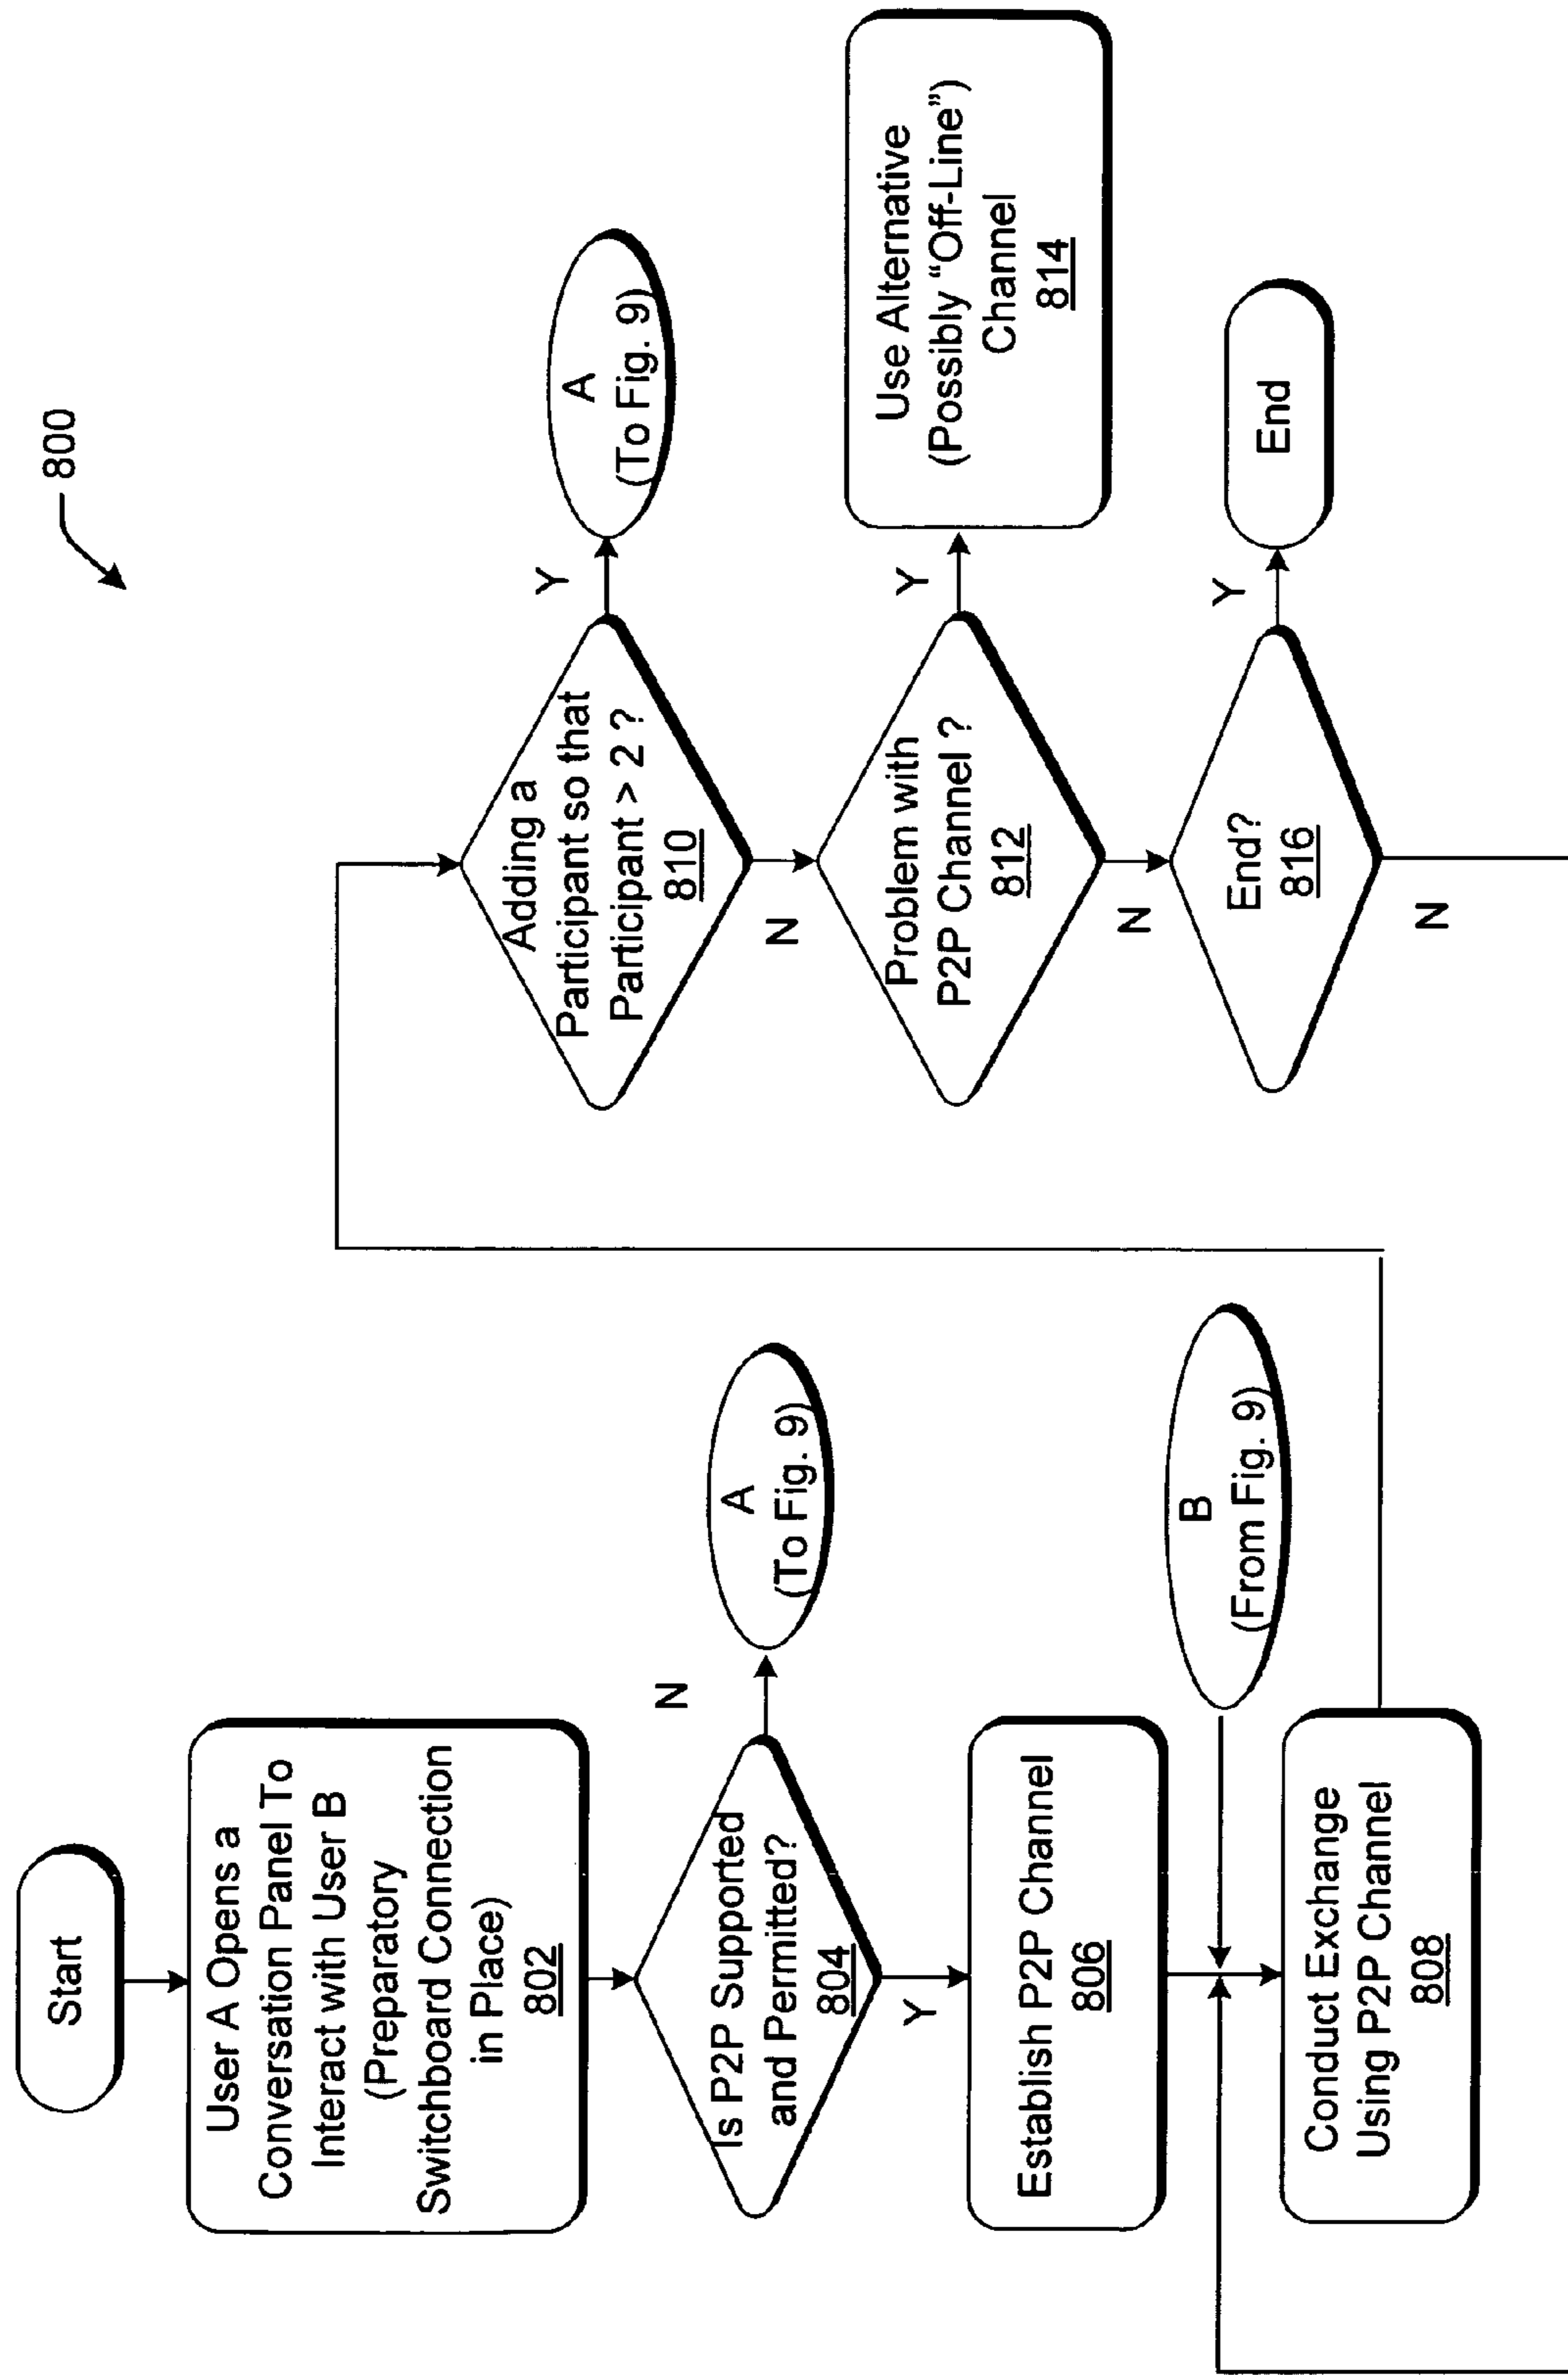 800
Start
User A Opens a
Conversation Panel To
Interact with User B
(Preparatory
Switchboard Connection
in Place)
802
Is P2P Supported
and Permitted?
804
N
A
(To Fig. 9)
Y
Establish P2P Channel
806
B
(From Fig. 9)
Conduct Exchange
Using P2P Channel
808
Adding a
Participant so that
Participant > 2 ?
810
Y
A
(To Fig. 9)
N
Problem with
P2P Channel ?
812
Y
Use Alternative
(Possibly “Off-Line”)
Channel
814
N
End?
816
Y
End
N